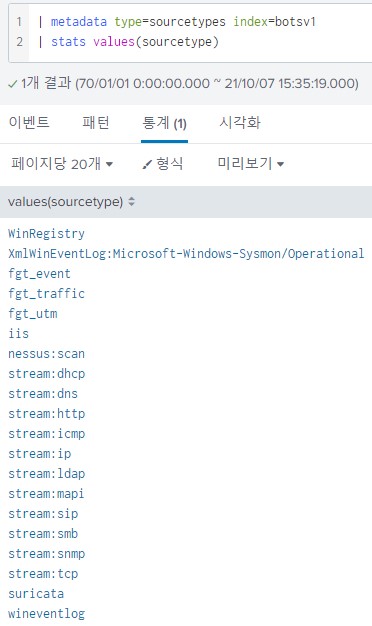 1 | metadata type=sourcetypes index=botsv1
2 | stats values(sourcetype)
✓ 1개 결과 (70/01/01 0:00:00.000 ~ 21/10/07 15:35:19.000)
이벤트 패턴 통계 (1) 시각화
페이지당 20개 ▾ 형식 미리보기 ▾
values(sourcetype)
WinRegistry
XmlWinEventLog:Microsoft-Windows-Sysmon/Operational
fgt_event
fgt_traffic
fgt_utm
iis
nessus:scan
stream:dhcp
stream:dns
stream:http
stream:icmp
stream:ip
stream:ldap
stream:mapi
stream:sip
stream:smb
stream:snmp
stream:tcp
suricata
wineventlog